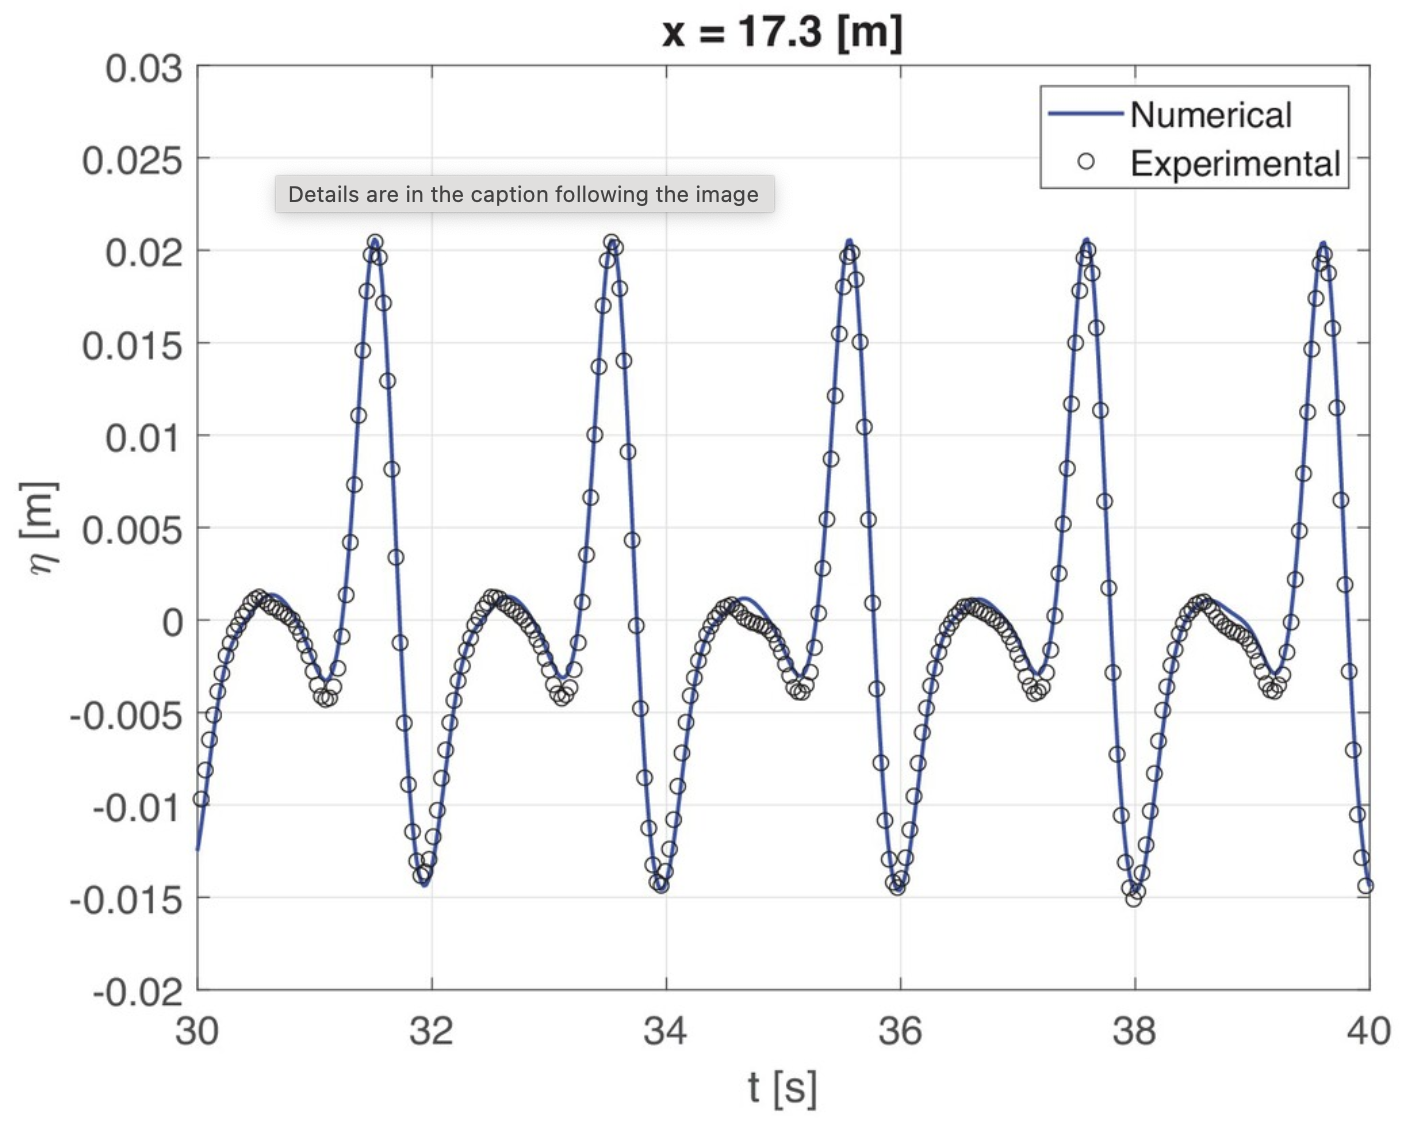 x = 17.3 [m]
0.03
0.025
0.02
0.015
0.01
0.005
0
-0.005
-0.01
-0.015
-0.02
η [m]
Numerical
Experimental
Details are in the caption following the image
30 32 34 36 38 40
t [s]